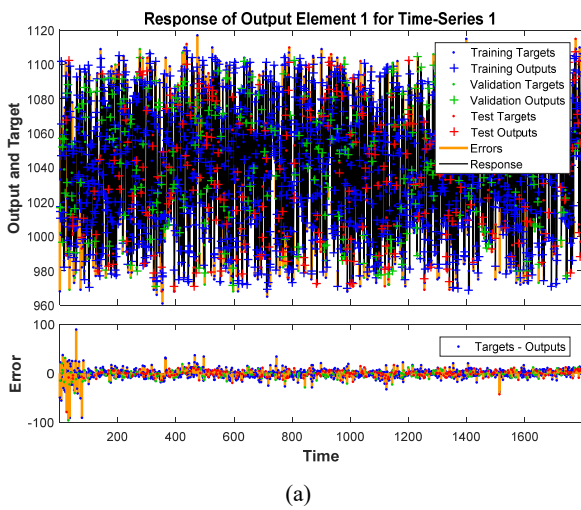 Response of Output Element 1 for Time-Series 1
Output and Target
1120
1100
1080
1060
1040
1020
1000
980
960
Training Targets
Training Outputs
Validation Targets
Validation Outputs
Test Targets
Test Outputs
Errors
Response
Error
100
0
-100
Targets - Outputs
200
400
600
800
1000
1200
1400
1600
Time
(a)